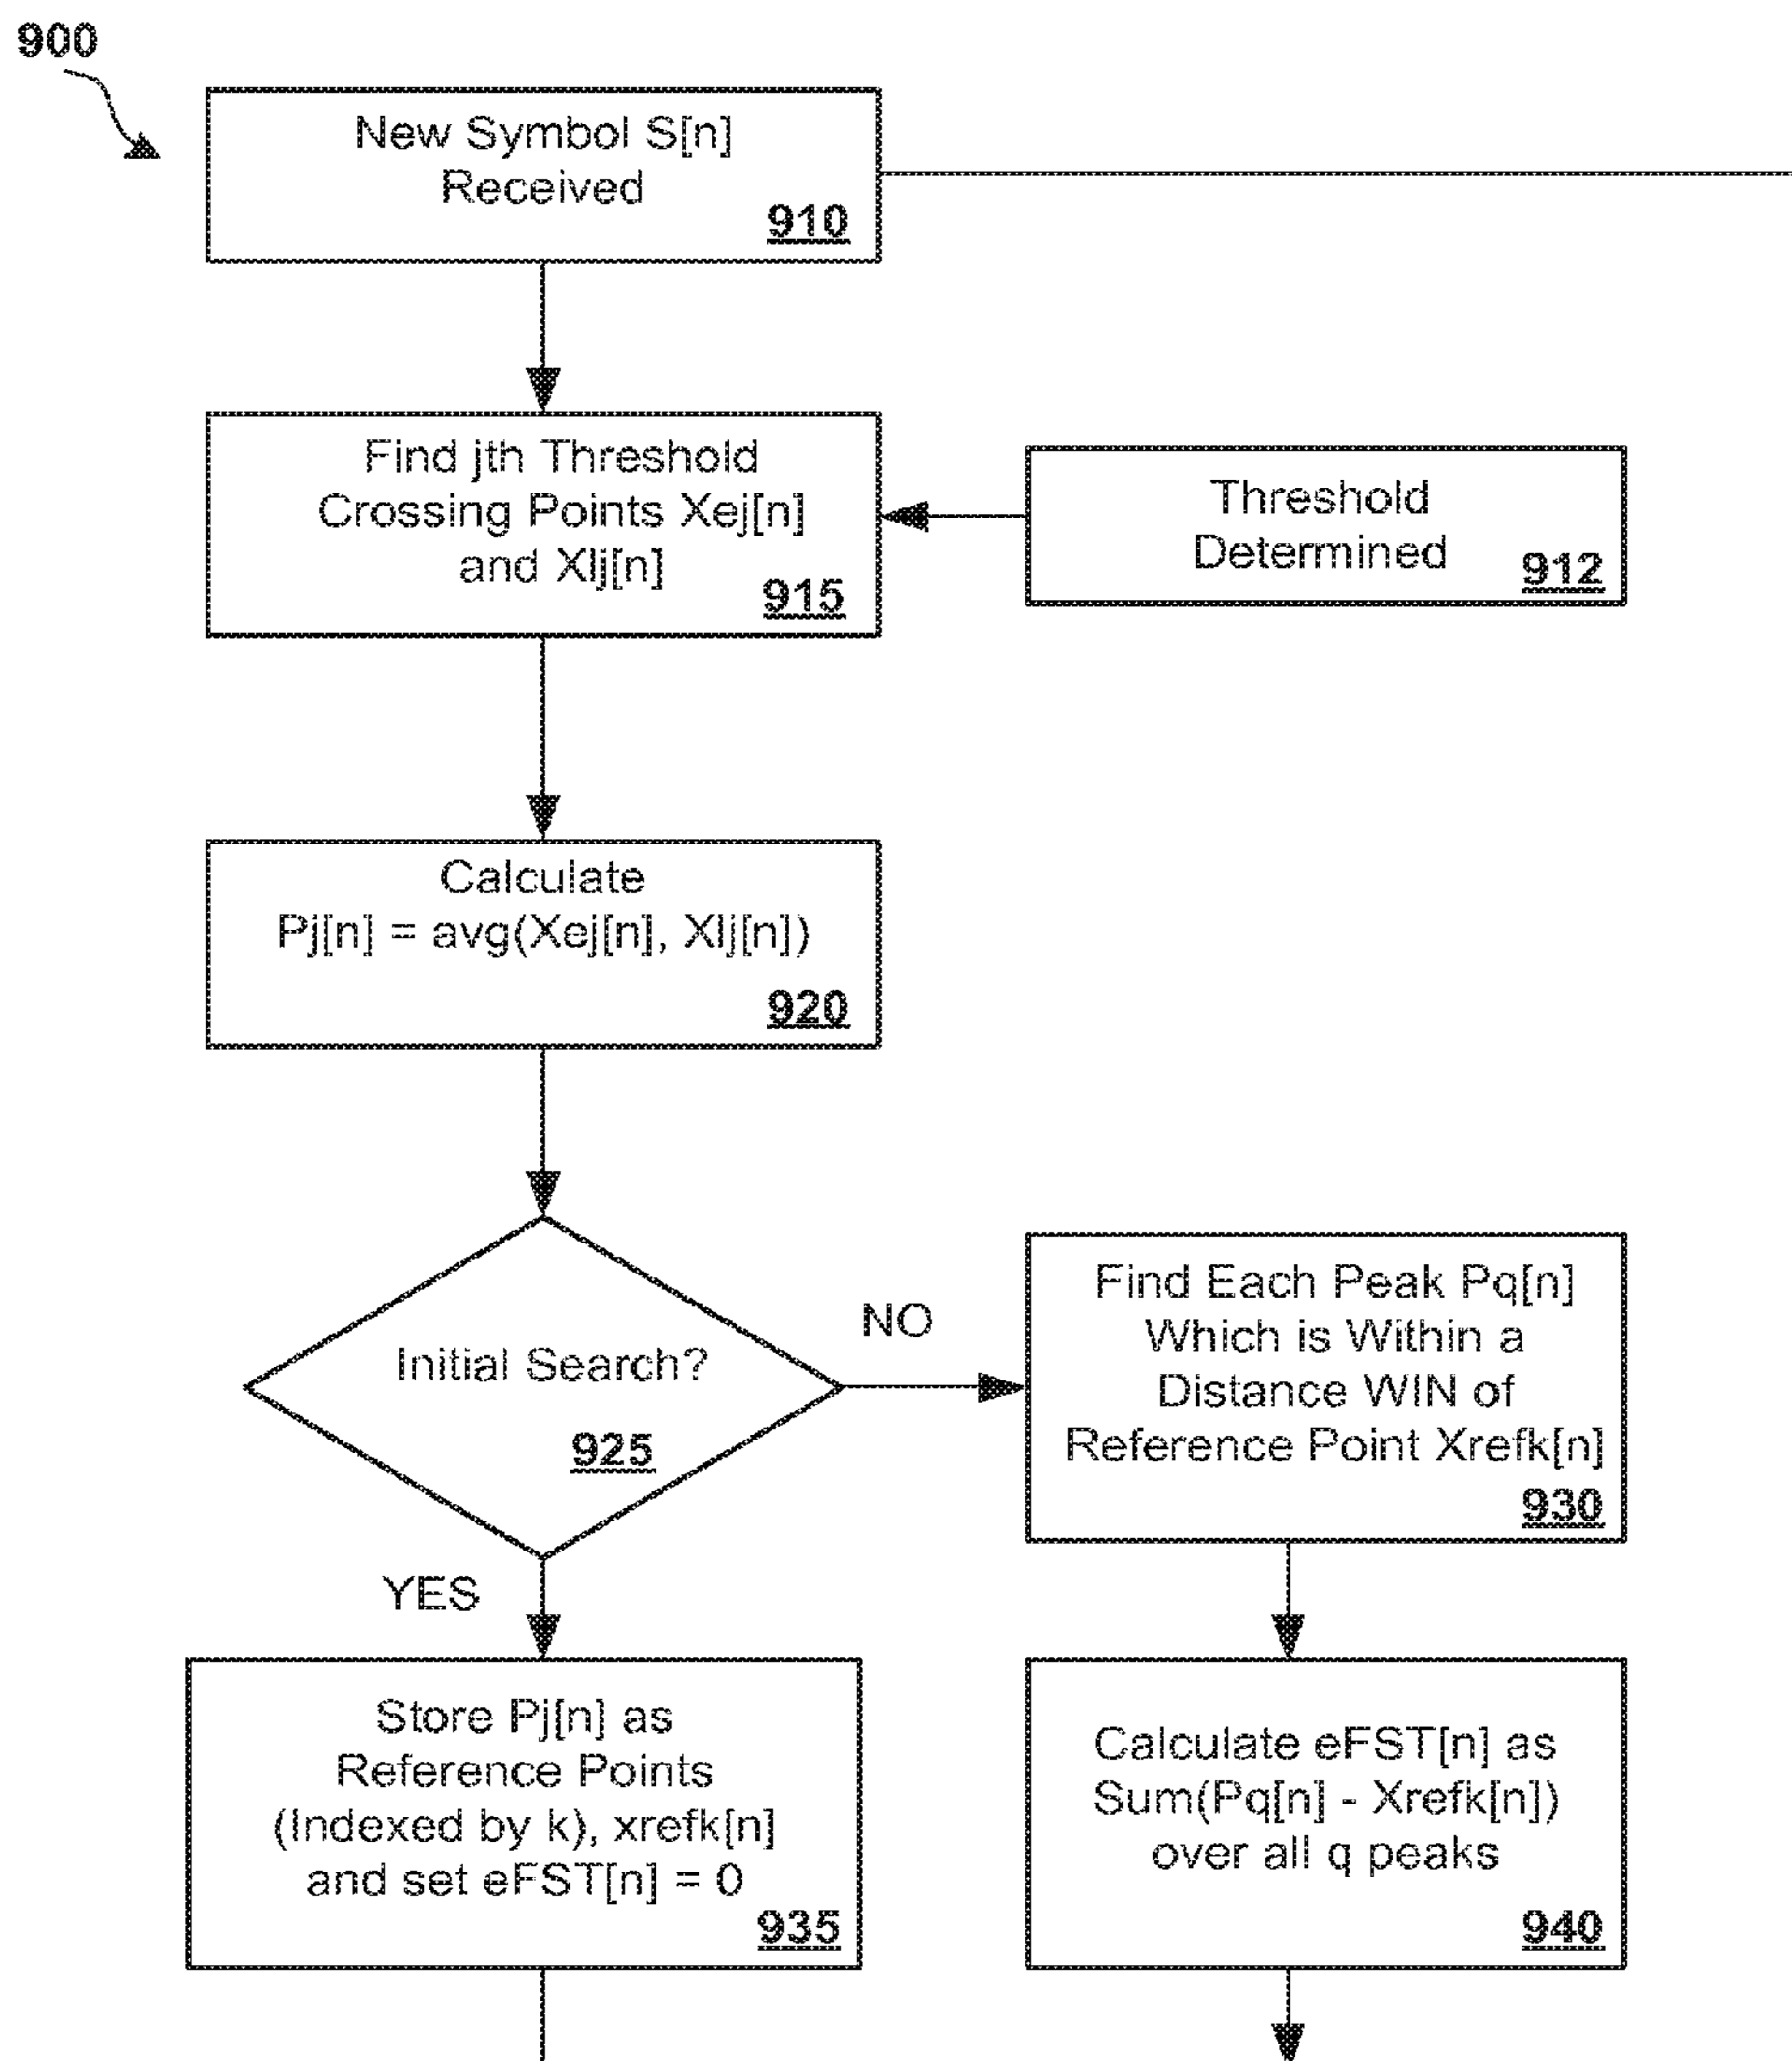 900
New Symbol S[n]
Received
910
Find jth Threshold
Crossing Points Xej[n]
and Xlj[n]
915
Threshold
Determined
912
Calculate
Pj[n] = avg(Xej[n], Xlj[n])
920
Initial Search?
925
NO
YES
Find Each Peak Pq[n]
Which is Within a
Distance WIN of
Reference Point Xrefk[n]
930
Store Pj[n] as
Reference Points
(Indexed by k), xrefk[n]
and set eFST[n] = 0
935
Calculate eFST[n] as
Sum(Pq[n] - Xrefk[n])
over all q peaks
940